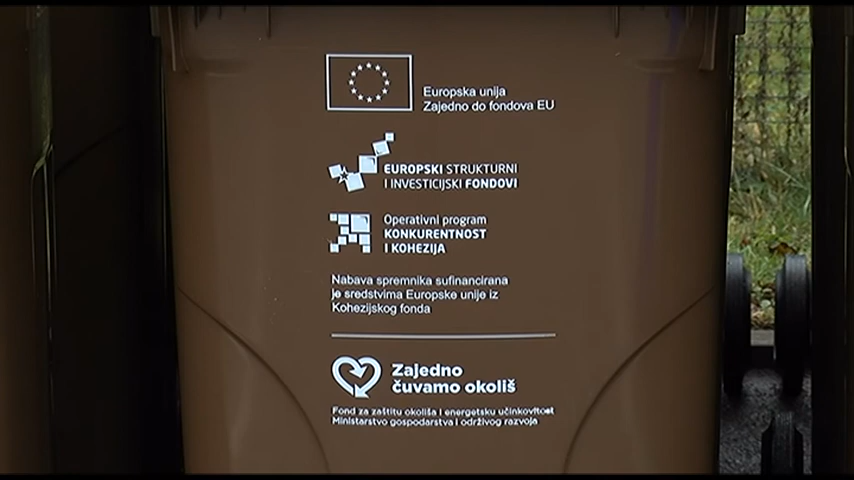 Europska unija
Zajedno do fondova EU
EUROPSKI STRUKTURNI
I INVESTICIJSKI FONDOVI
Operativni program
KONKURENTNOST
I KOHEZIJA
Nabava spremnika sufinancirana
je sredstvima Europske unije iz
Kohezijskog fonda
Zajedno
čuvamo okoliš
Fond za zaštitu okoliša i energetsku učinkovitost
Ministarstvo gospodarstva i održivog razvoja